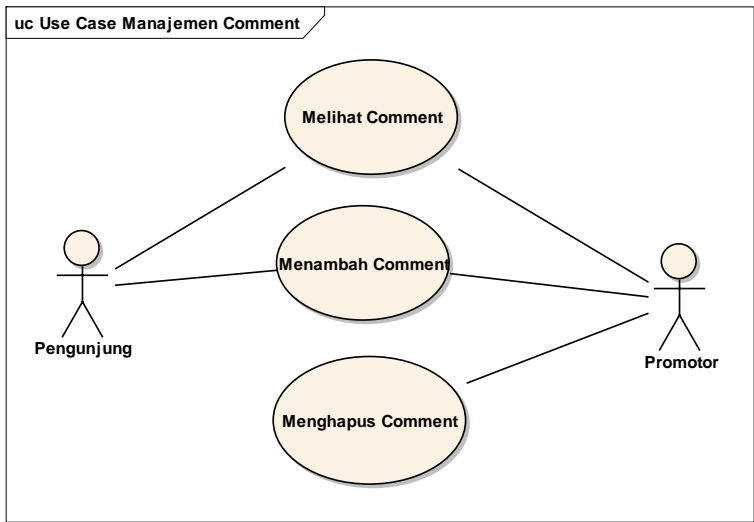 uc Use Case Manajemen Comment
Melihat Comment
Menambah Comment
Pengunjung
Promotor
Menghapus Comment